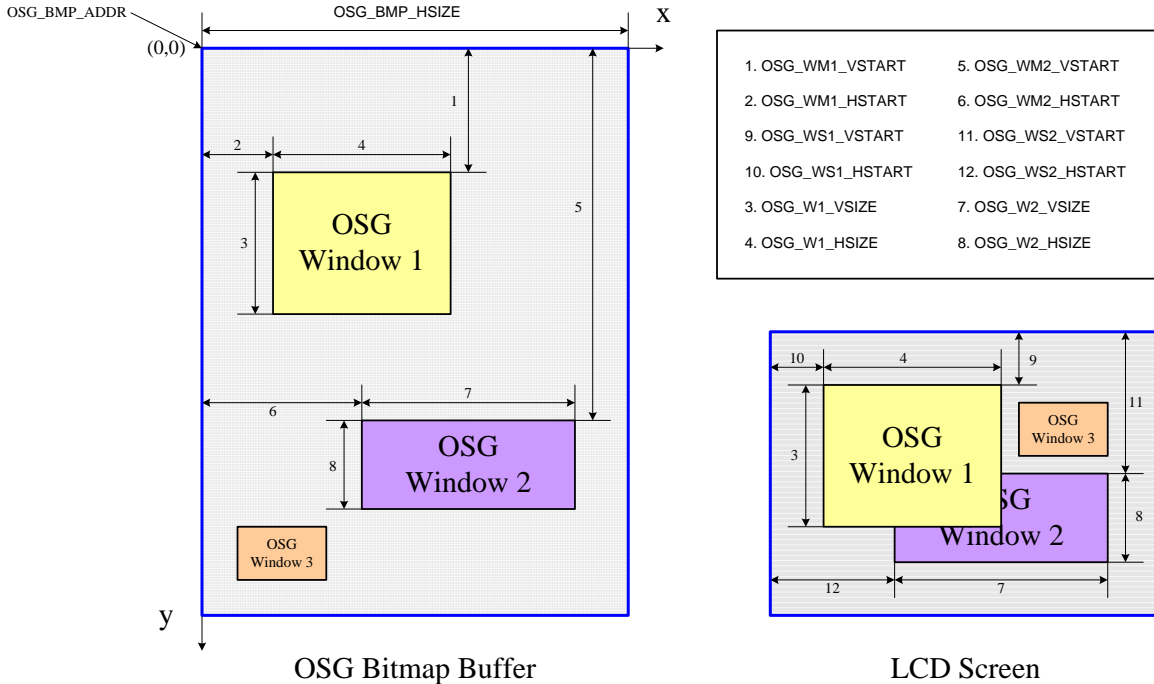 OSG_BMP_ADDR
OSG_BMP_HSIZE
x
(0,0)
1
2
4
5
3
OSG
Window 1
6
7
8
OSG
Window 2
OSG
Window 3
y
OSG Bitmap Buffer
1. OSG_WM1_VSTART
2. OSG_WM1_HSTART
9. OSG_WS1_VSTART
10. OSG_WS1_HSTART
3. OSG_W1_VSIZE
4. OSG_W1_HSIZE
5. OSG_WM2_VSTART
6. OSG_WM2_HSTART
11. OSG_WS2_VSTART
12. OSG_WS2_HSTART
7. OSG_W2_VSIZE
8. OSG_W2_HSIZE
10
4
9
11
3
OSG
Window 1
OSG
Window 3
SG
Window 2
8
12
7
LCD Screen